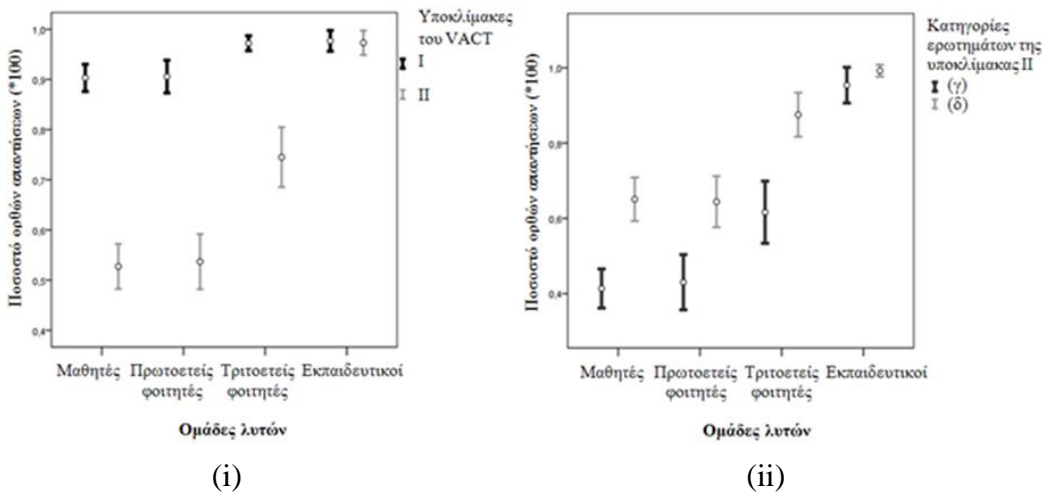 Ποσοστό ορθών απαντήσεων (*100)
1,0
0,9
0,8
0,7
0,6
0,5
0,4
Μαθητές Πρωτοετείς Τριτοετείς Εκπαιδευτικοί
φοιτητές φοιτητές
Ομάδες λυτών
Υποκλίμακες
του VACT
I
II
(i)
Ποσοστό ορθών απαντήσεων (*100)
1,0
0,8
0,6
0,4
Μαθητές Πρωτοετείς Τριτοετείς Εκπαιδευτικοί
φοιτητές φοιτητές
Ομάδες λυτών
Κατηγορίες
ερωτημάτων της
υποκλίμακας II
(γ)
(δ)
(ii)